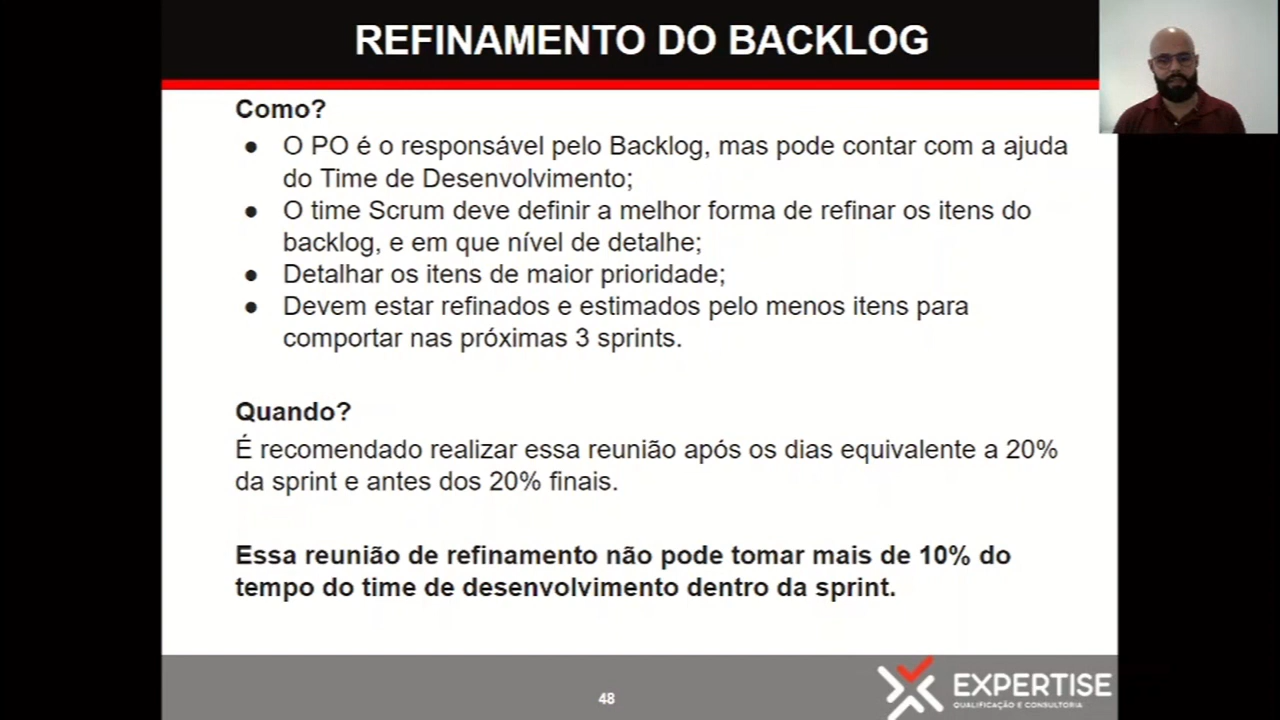 REFINAMENTO DO BACKLOG
Como?
● O PO é o responsável pelo Backlog, mas pode contar com a ajuda
do Time de Desenvolvimento;
● O time Scrum deve definir a melhor forma de refinar os itens do
backlog, e em que nível de detalhe;
● Detalhar os itens de maior prioridade;
● Devem estar refinados e estimados pelo menos itens para
comportar nas próximas 3 sprints.
Quando?
É recomendado realizar essa reunião após os dias equivalente a 20%
da sprint e antes dos 20% finais.
Essa reunião de refinamento não pode tomar mais de 10% do
tempo do time de desenvolvimento dentro da sprint.
48
EXPERTISE
QUALIFICAÇÃO E CONSULTORIA